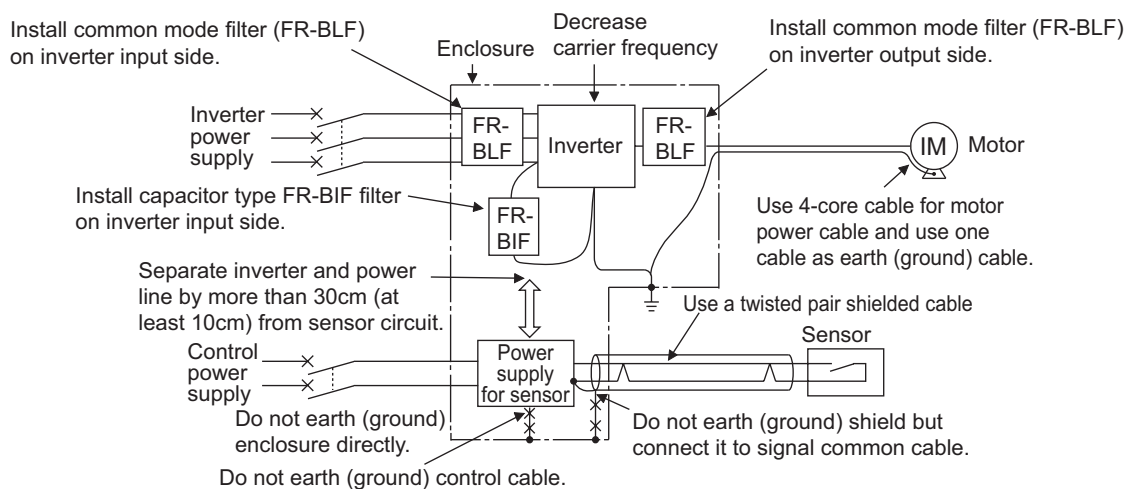 Install common mode filter (FR-BLF)
on inverter input side.
Enclosure
Decrease
carrier frequency
Install common mode filter (FR-BLF)
on inverter output side.
Inverter
power
supply
FR-
BLF
Inverter
FR-
BLF
IM
Motor
Install capacitor type FR-BIF filter
on inverter input side.
FR-
BIF
Use 4-core cable for motor
power cable and use one
cable as earth (ground) cable.
Separate inverter and power
line by more than 30cm (at
least 10cm) from sensor circuit.
Use a twisted pair shielded cable
Sensor
Control
power
supply
Power
supply
for sensor
Do not earth (ground)
enclosure directly.
Do not earth (ground) shield but
connect it to signal common cable.
Do not earth (ground) control cable.